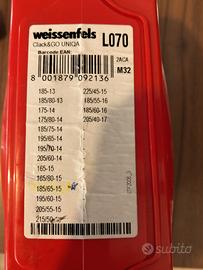 weissenfels
Clack&GO UNIQA
L070
Barcode EAN:
2ACA
M32
8 001879 092136
185-13
185/80-13
175-14
175/80-14
185/75-14
195/65-14
195/70-14
205/60-14
165-15
165/80-15
185/65-15
195/60-15
205/55-15
225/45-15
185/55-16
195/50-16
185/60-16
205/40-17
subito